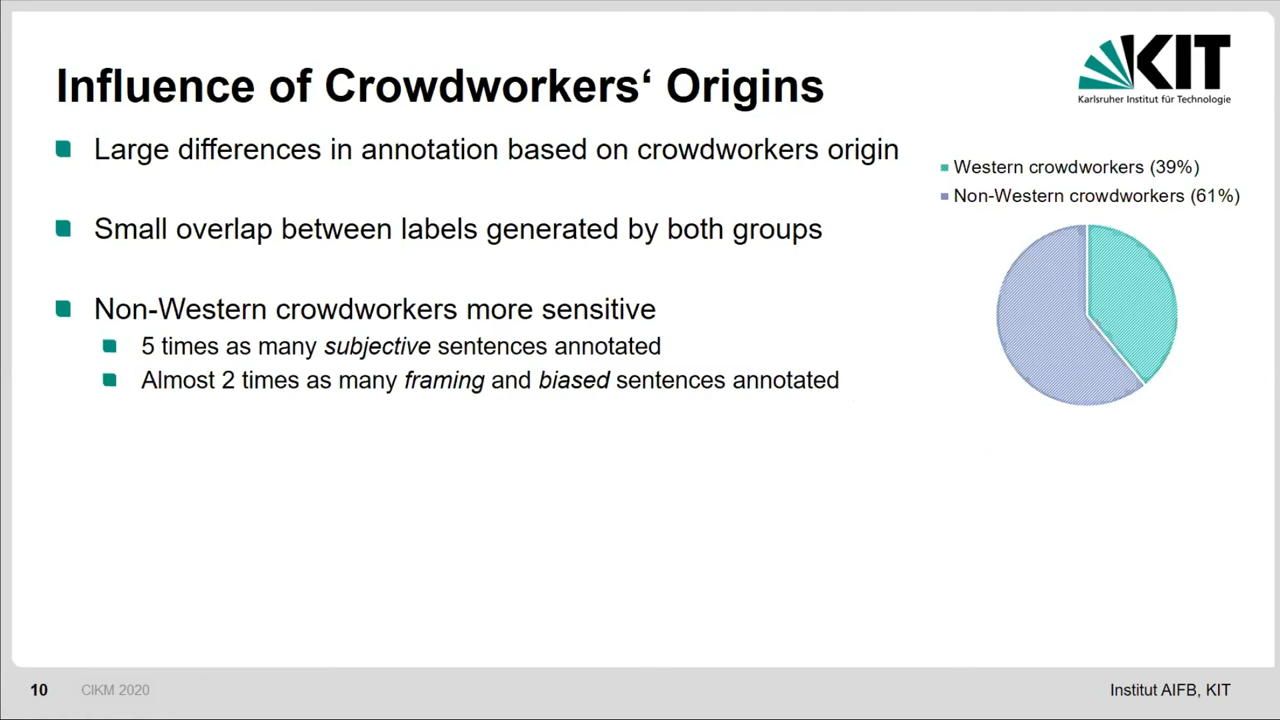 KIT
Karlsruher Institut für Technologie
Influence of Crowdworkers‘ Origins
Large differences in annotation based on crowdworkers origin
Small overlap between labels generated by both groups
Non-Western crowdworkers more sensitive
5 times as many subjective sentences annotated
Almost 2 times as many framing and biased sentences annotated
Western crowdworkers (39%)
Non-Western crowdworkers (61%)
10
CIKM 2020
Institut AIFB, KIT